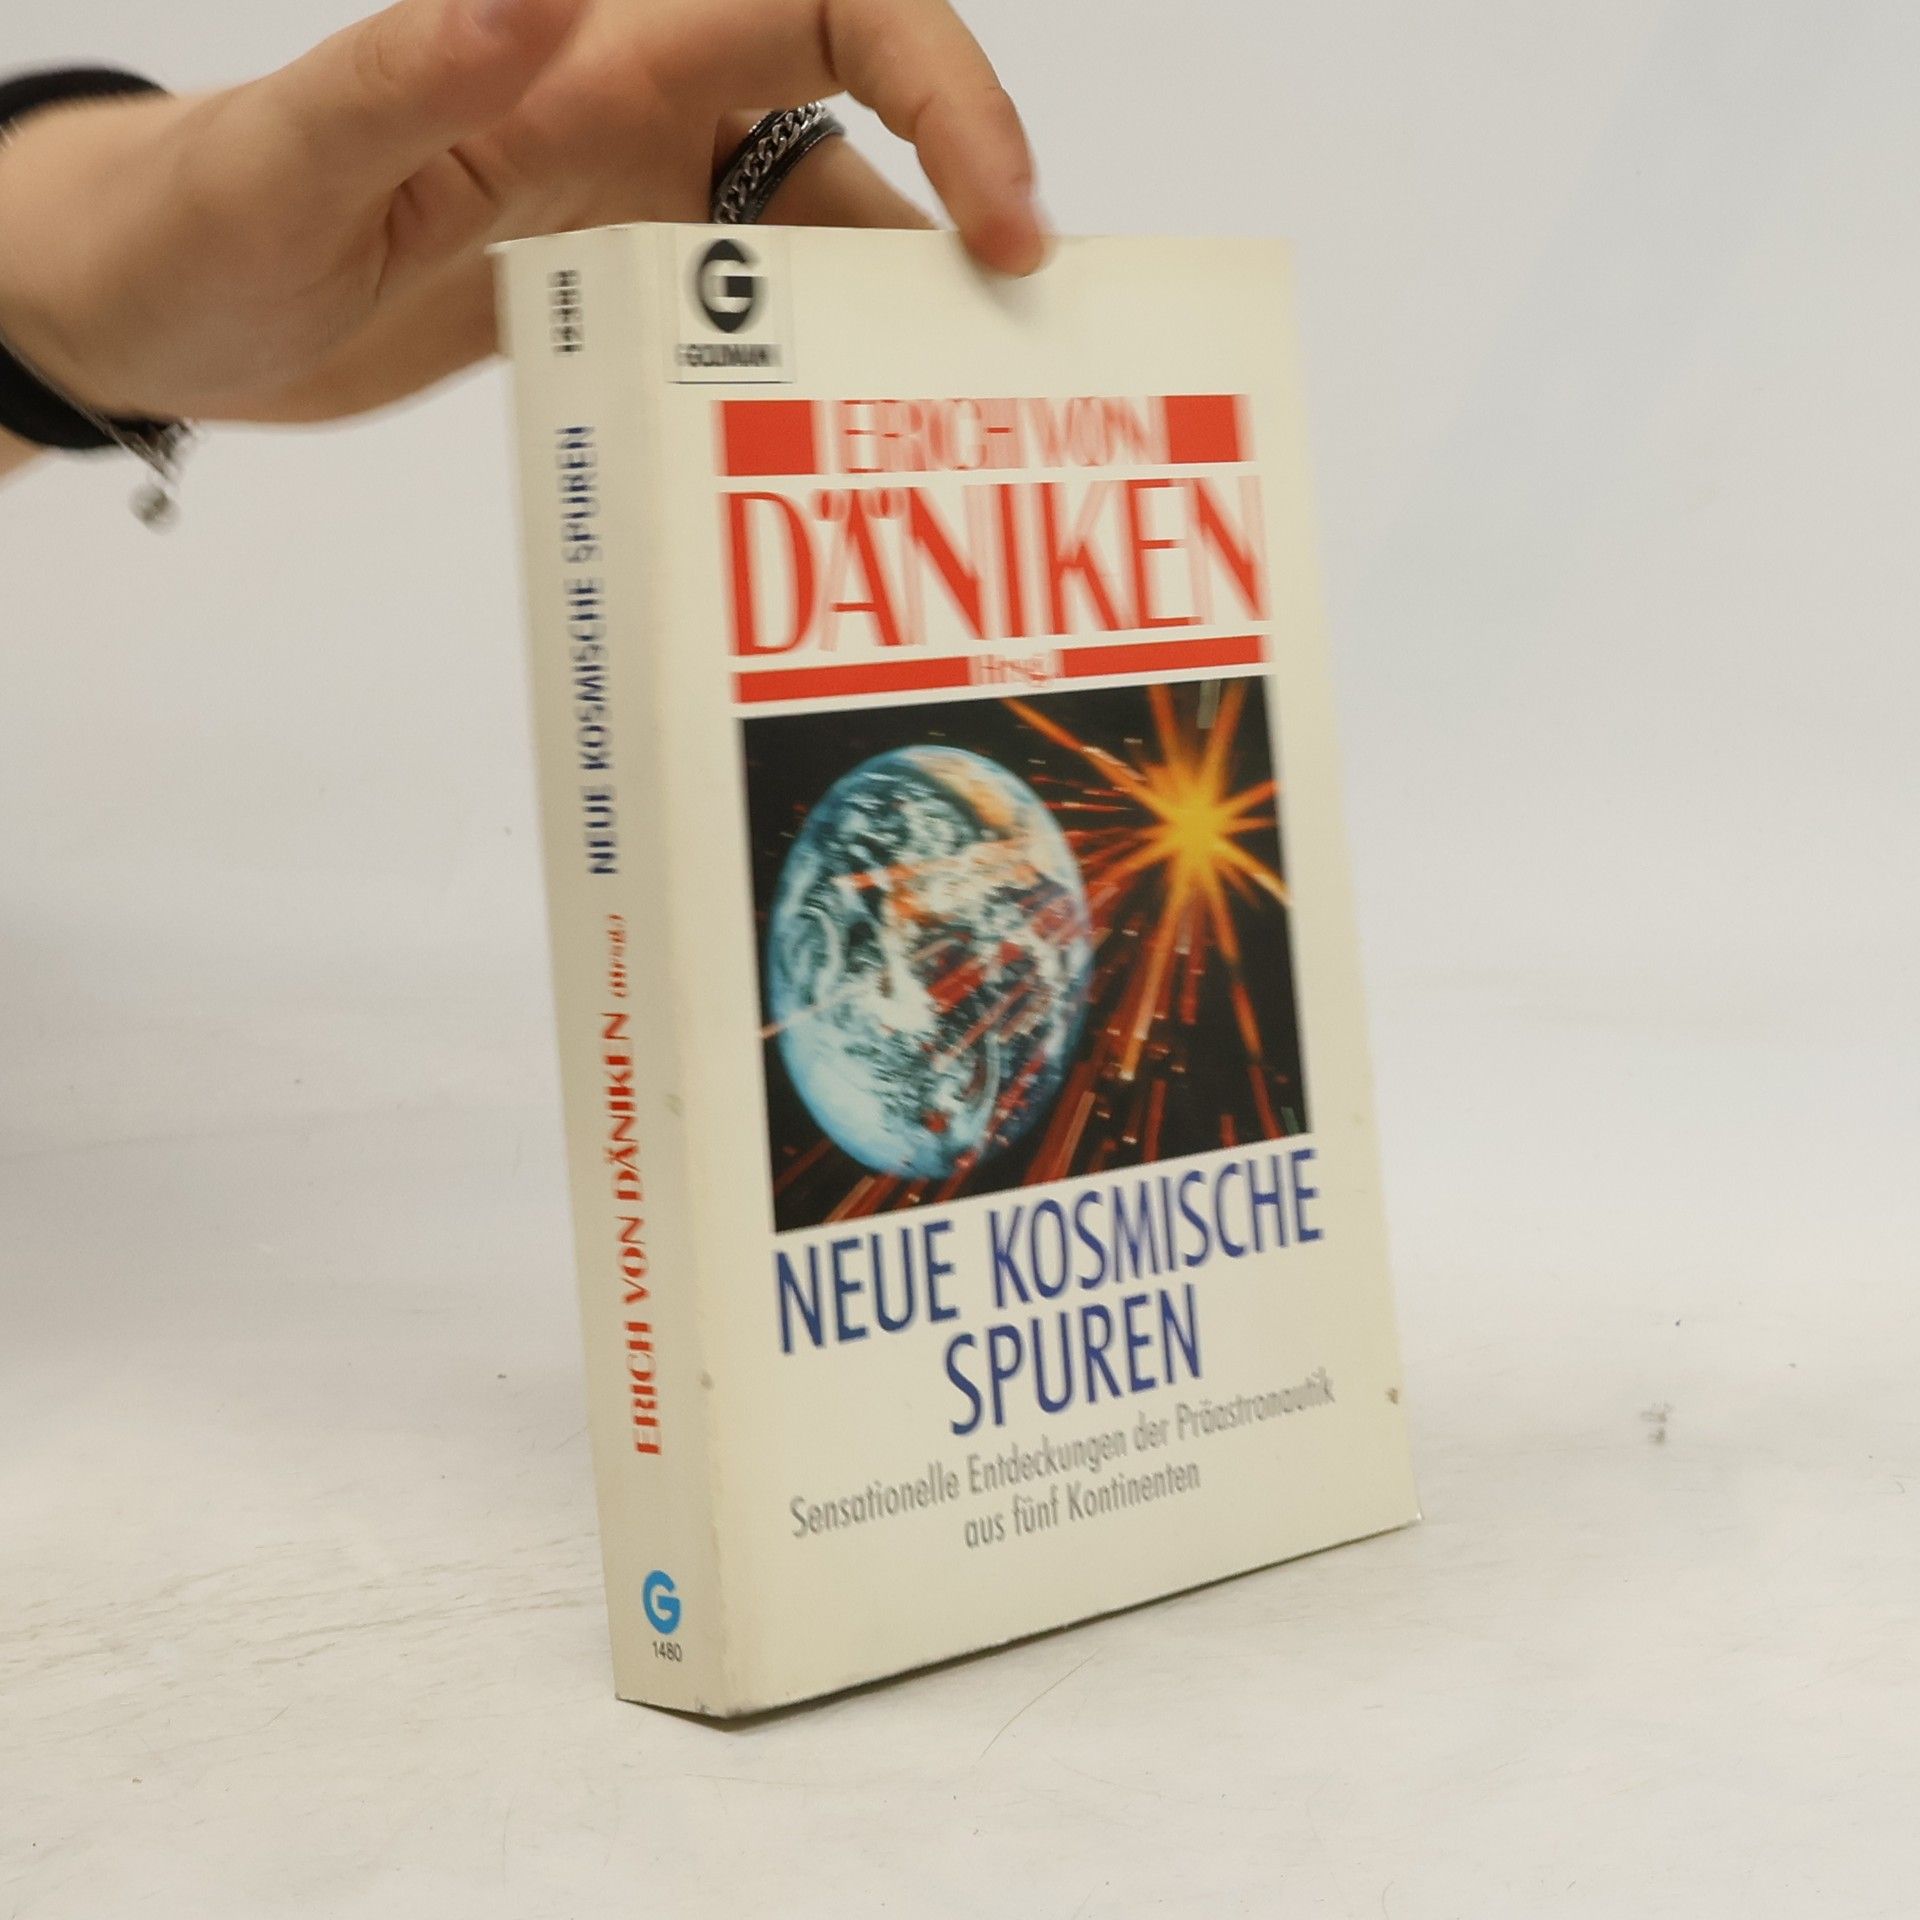 GOLDMANN
ERICH VON
DÄNIKEN
(Hrsg.)
NEUE KOSMISCHE
SPUREN
Sensationelle Entdeckungen der Präastronautik
aus fünf Kontinenten
ERICH VON DÄNIKEN (Hrsg.) NEUE KOSMISCHE SPUREN
G
1480